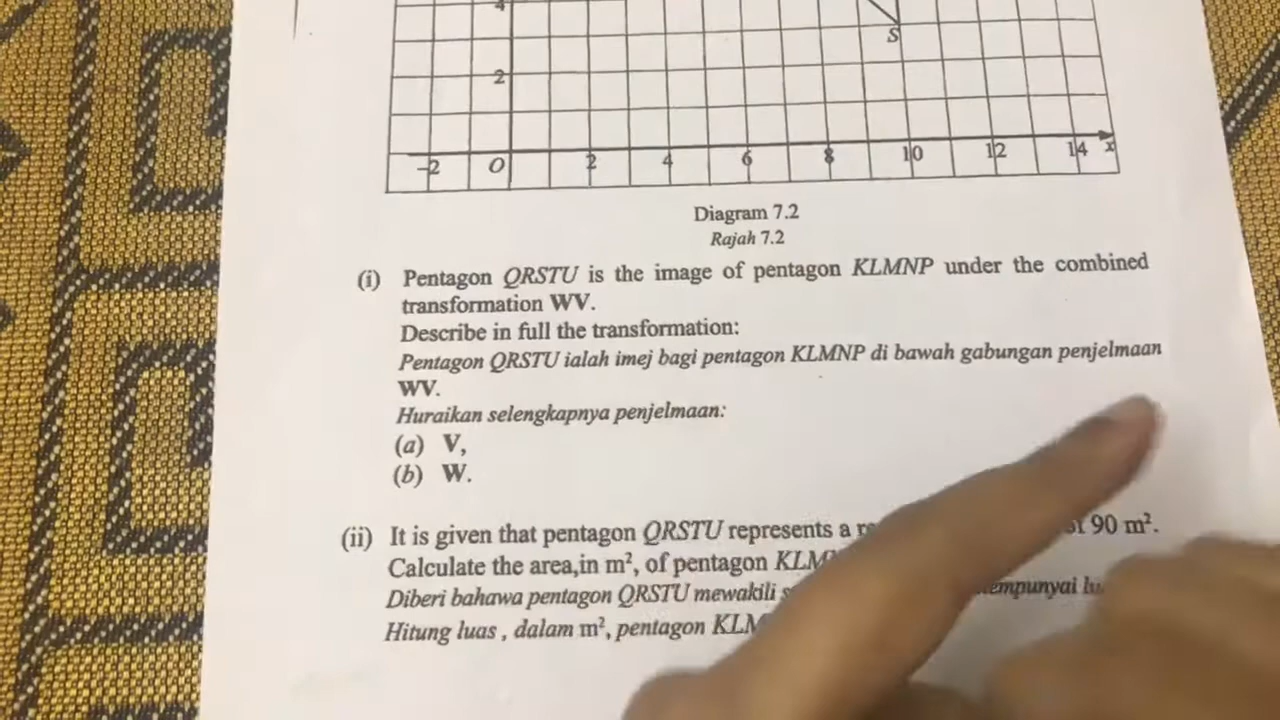 4
S
2
-2 O 2 4 6 8 10 12 14 x
Diagram 7.2
Rajah 7.2
(i) Pentagon QRSTU is the image of pentagon KLMNP under the combined
transformation WV.
Describe in full the transformation:
Pentagon QRSTU ialah imej bagi pentagon KLMNP di bawah gabungan penjelmaan
WV.
Huraikan selengkapnya penjelmaan:
(a) V,
(b) W.
(ii) It is given that pentagon QRSTU represents a 90 m².
Calculate the area,in m², of pentagon
Diberi bahawa pentagon QRSTU mewakili
Hitung luas , dalam m², pentagon